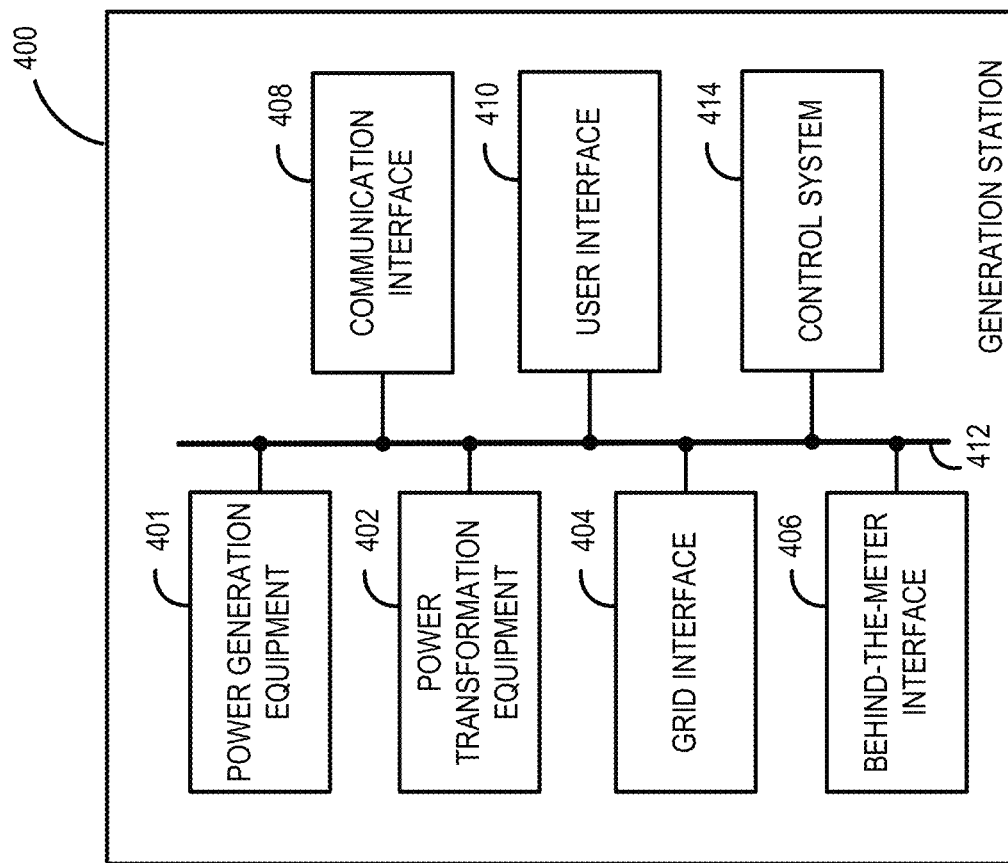 400
401
POWER GENERATION
EQUIPMENT
402
POWER
TRANSFORMATION
EQUIPMENT
404
GRID INTERFACE
406
BEHIND-THE-METER
INTERFACE
408
COMMUNICATION
INTERFACE
410
USER INTERFACE
414
CONTROL SYSTEM
412
GENERATION STATION